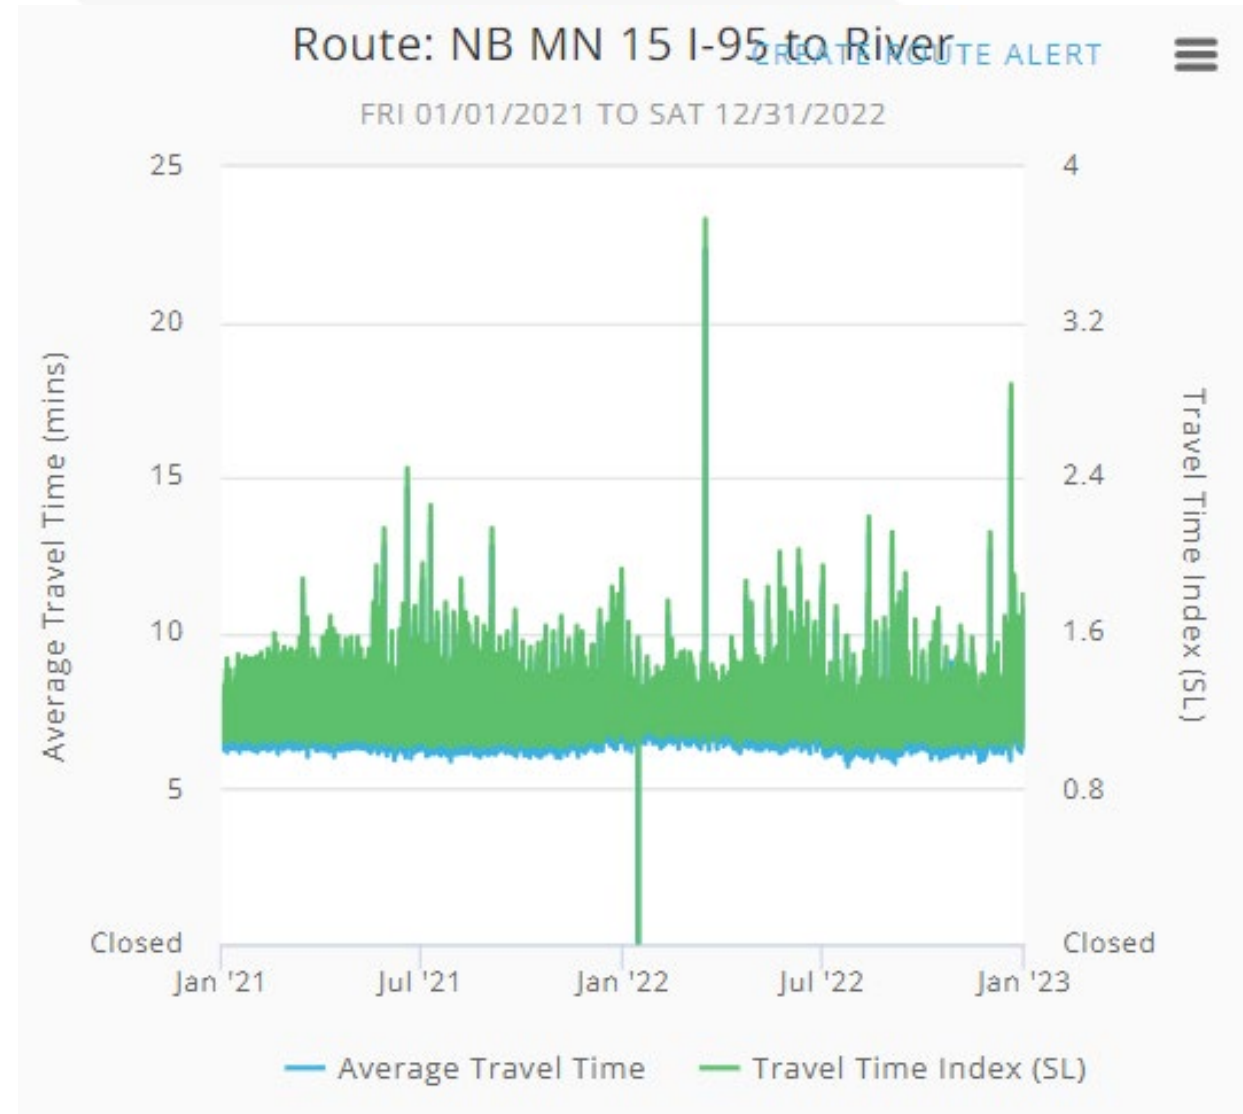 Route: NB MN 15 I-95 to River
CREATE ROUTE ALERT
FRI 01/01/2021 TO SAT 12/31/2022
25
20
15
10
5
Closed
Average Travel Time (mins)
4
3.2
2.4
1.6
0.8
Closed
Travel Time Index (SL)
Jan '21 Jul '21 Jan '22 Jul '22 Jan '23
Average Travel Time Travel Time Index (SL)